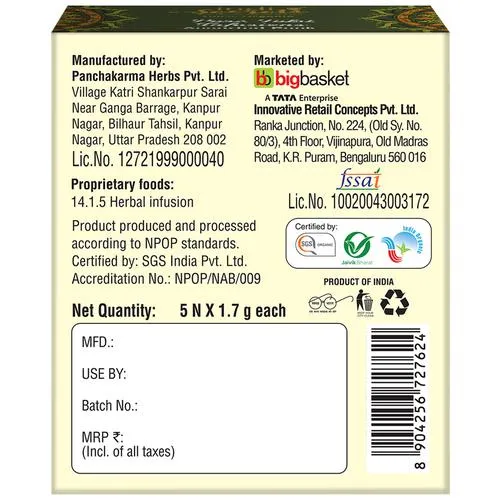 Manufactured by:
Panchakarma Herbs Pvt. Ltd.
Village Katri Shankarpur Sarai
Near Ganga Barrage, Kanpur
Nagar, Bilhaur Tahsil, Kanpur
Nagar, Uttar Pradesh 208 002
Lic.No. 12721999000040
Proprietary foods:
14.1.5 Herbal infusion
Product produced and processed
according to NPOP standards.
Certified by: SGS India Pvt. Ltd.
Accreditation No.: NPOP/NAB/009
Marketed by:
bb bigbasket
A TATA Enterprise
Innovative Retail Concepts Pvt. Ltd.
Ranka Junction, No. 224, (Old Sy. No.
80/3), 4th Floor, Vijinapura, Old Madras
Road, K.R. Puram, Bengaluru 560 016
fssai
Lic.No. 10020043003172
Certified by:
SGS ORGANIC
Jaivik Bharat
India Organic
PRODUCT OF INDIA
Net Quantity: 5 N X 1.7 g each
MFD.:
USE BY:
Batch No.:
MRP ₹:
(Incl. of all taxes)
8 904256 727624